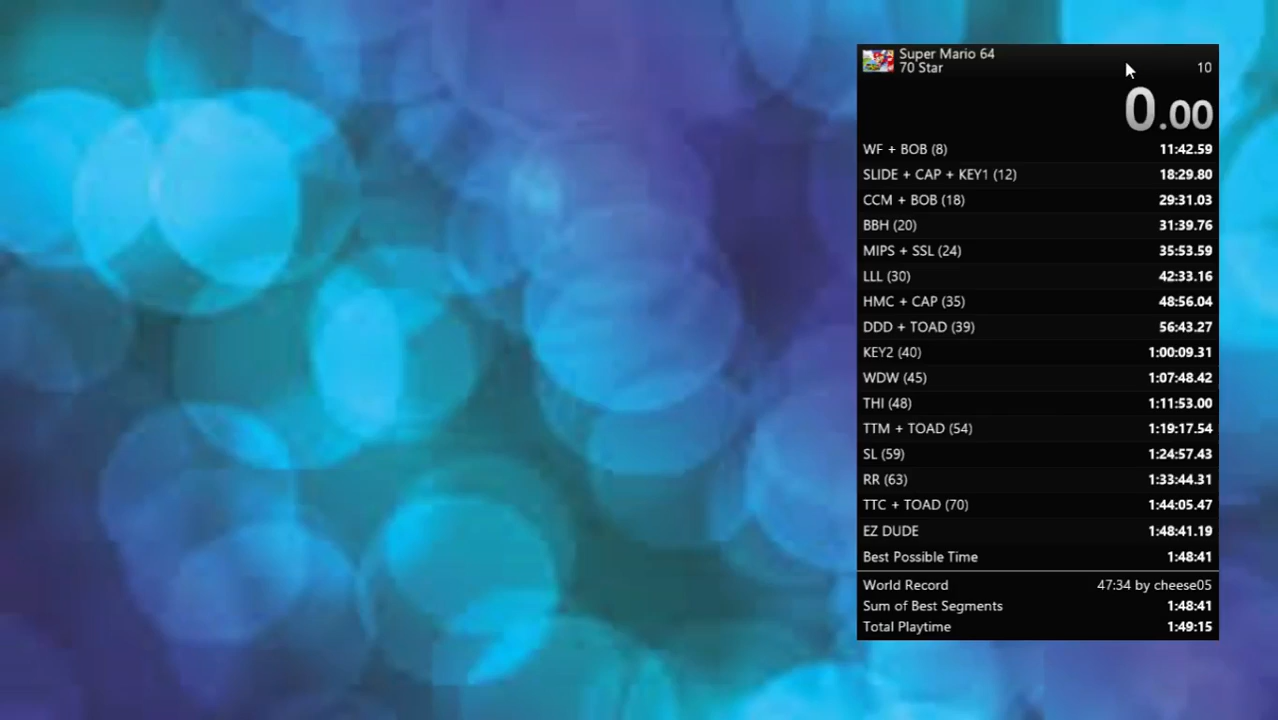 Super Mario 64
70 Star 10
0.00
WF + BOB (8) 11:42.59
SLIDE + CAP + KEY1 (12) 18:29.80
CCM + BOB (18) 29:31.03
BBH (20) 31:39.76
MIPS + SSL (24) 35:53.59
LLL (30) 42:33.16
HMC + CAP (35) 48:56.04
DDD + TOAD (39) 56:43.27
KEY2 (40) 1:00:09.31
WDW (45) 1:07:48.42
THI (48) 1:11:53.00
TTM + TOAD (54) 1:19:17.54
SL (59) 1:24:57.43
RR (63) 1:33:44.31
TTC + TOAD (70) 1:44:05.47
EZ DUDE 1:48:41.19
Best Possible Time 1:48:41
World Record 47:34 by cheese05
Sum of Best Segments 1:48:41
Total Playtime 1:49:15